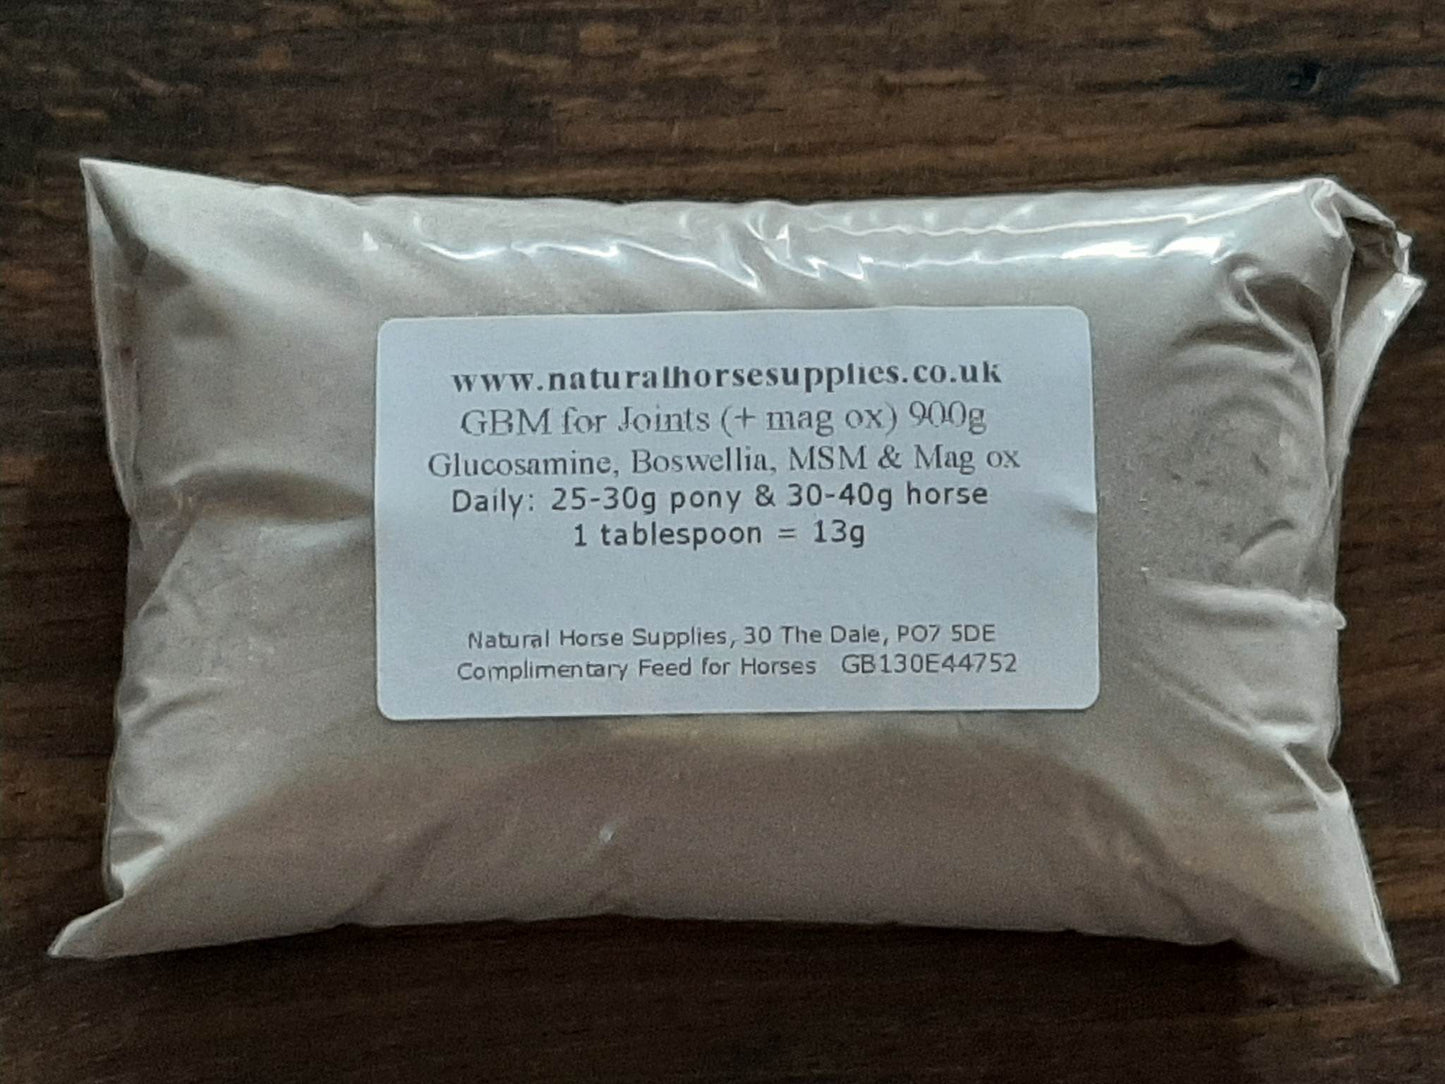 www.naturalhorsesupplies.co.uk
GBM for Joints (+ mag ox) 900g
Glucosamine, Boswellia, MSM & Mag ox
Daily: 25-30g pony & 30-40g horse
1 tablespoon = 13g
Natural Horse Supplies, 30 The Dale, PO7 5DE
Complimentary Feed for Horses GB130E44752